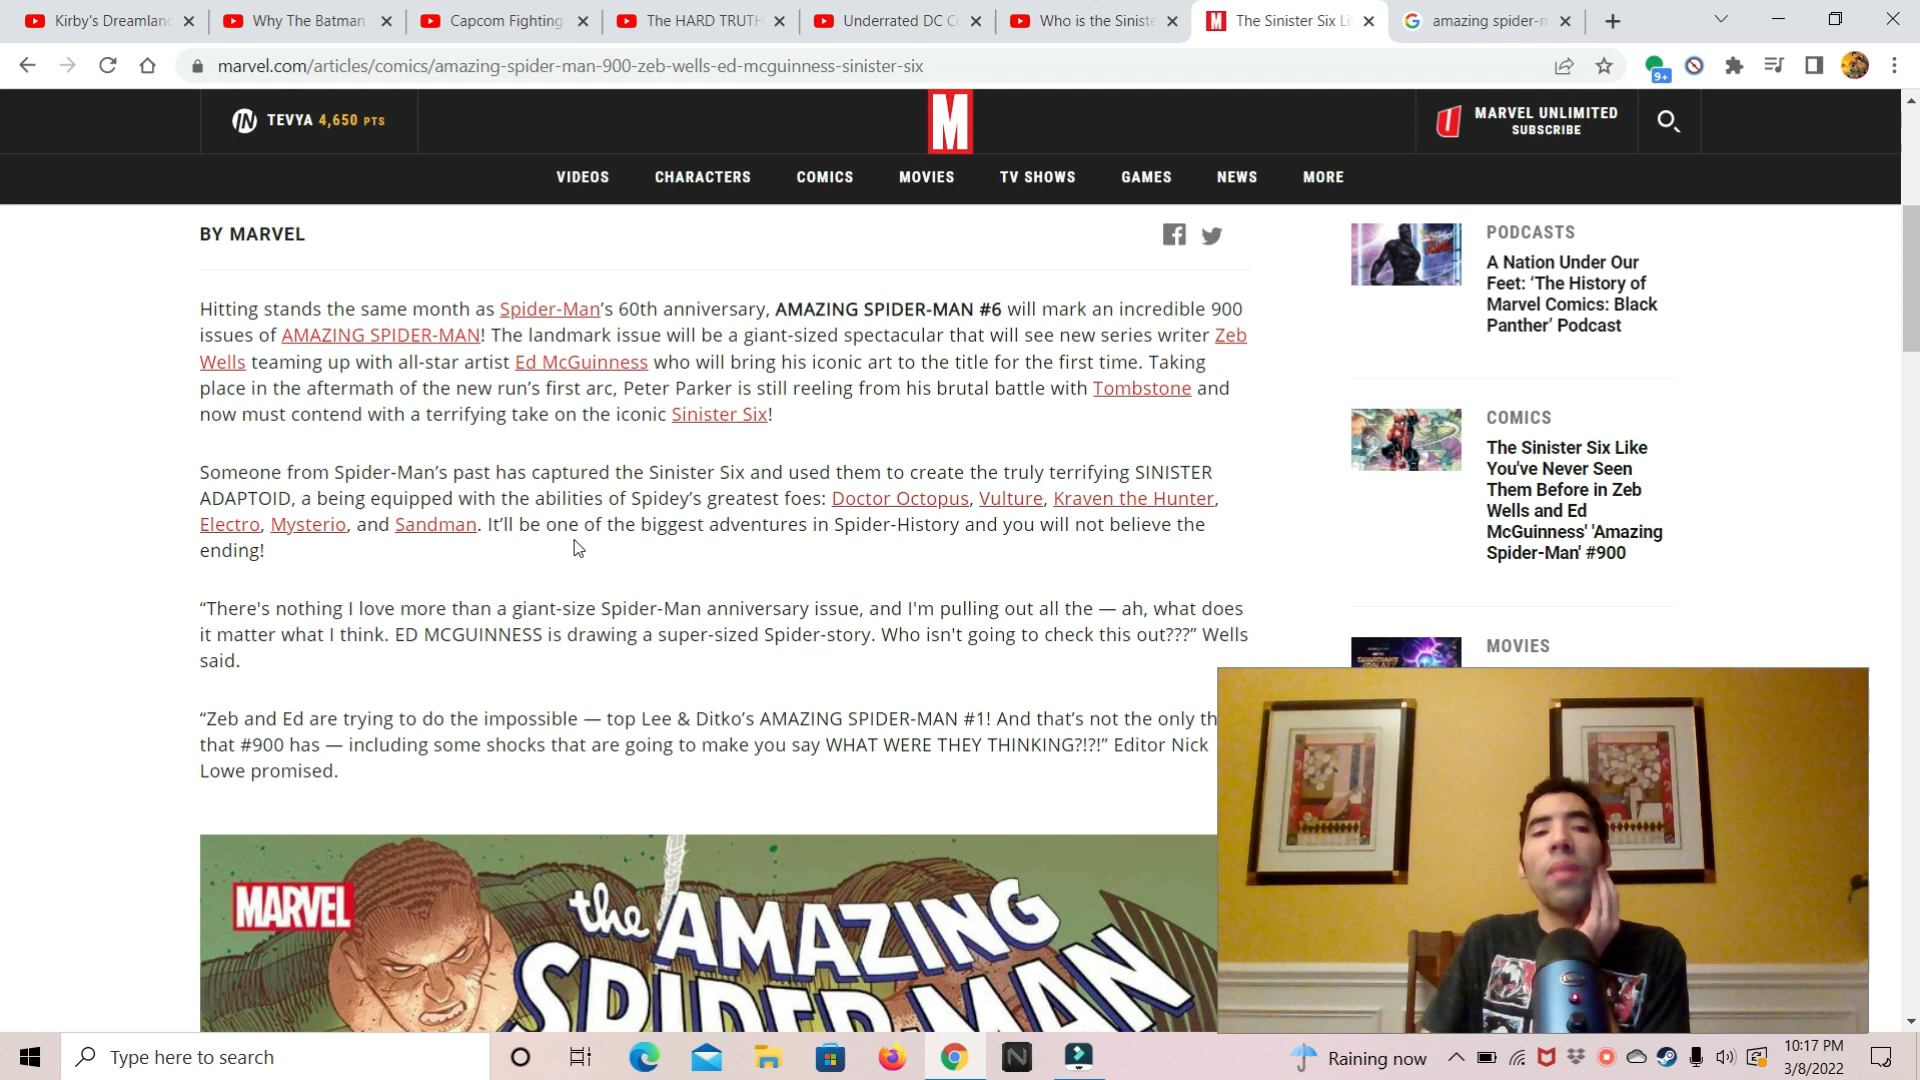 Kirby's Dreamlanc
Why The Batman
Capcom Fighting
The HARD TRUTH
Underrated DC C
Who is the Siniste
The Sinister Six Li
amazing spider-m
marvel.com/articles/comics/amazing-spider-man-900-zeb-wells-ed-mcguinness-sinister-six
9+
TEVYA 4,650 PTS
MARVEL UNLIMITED
SUBSCRIBE
VIDEOS CHARACTERS COMICS MOVIES TV SHOWS GAMES NEWS MORE
BY MARVEL
Hitting stands the same month as Spider-Man's 60th anniversary, AMAZING SPIDER-MAN #6 will mark an incredible 900
issues of AMAZING SPIDER-MAN! The landmark issue will be a giant-sized spectacular that will see new series writer Zeb
Wells teaming up with all-star artist Ed McGuinness who will bring his iconic art to the title for the first time. Taking
place in the aftermath of the new run's first arc, Peter Parker is still reeling from his brutal battle with Tombstone and
now must contend with a terrifying take on the iconic Sinister Six!
Someone from Spider-Man's past has captured the Sinister Six and used them to create the truly terrifying SINISTER
ADAPTOID, a being equipped with the abilities of Spidey's greatest foes: Doctor Octopus, Vulture, Kraven the Hunter,
Electro, Mysterio, and Sandman. It'll be one of the biggest adventures in Spider-History and you will not believe the
ending!
“There's nothing I love more than a giant-size Spider-Man anniversary issue, and I'm pulling out all the — ah, what does
it matter what I think. ED MCGUINNESS is drawing a super-sized Spider-story. Who isn't going to check this out???” Wells
said.
“Zeb and Ed are trying to do the impossible — top Lee & Ditko's AMAZING SPIDER-MAN #1! And that's not the only th
that #900 has — including some shocks that are going to make you say WHAT WERE THEY THINKING?!?!” Editor Nick
Lowe promised.
MARVEL
the AMAZING
SPIDER-MAN
PODCASTS
A Nation Under Our
Feet: ‘The History of
Marvel Comics: Black
Panther’ Podcast
COMICS
The Sinister Six Like
You've Never Seen
Them Before in Zeb
Wells and Ed
McGuinness' 'Amazing
Spider-Man' #900
MOVIES
Type here to search
Raining now
10:17 PM
3/8/2022